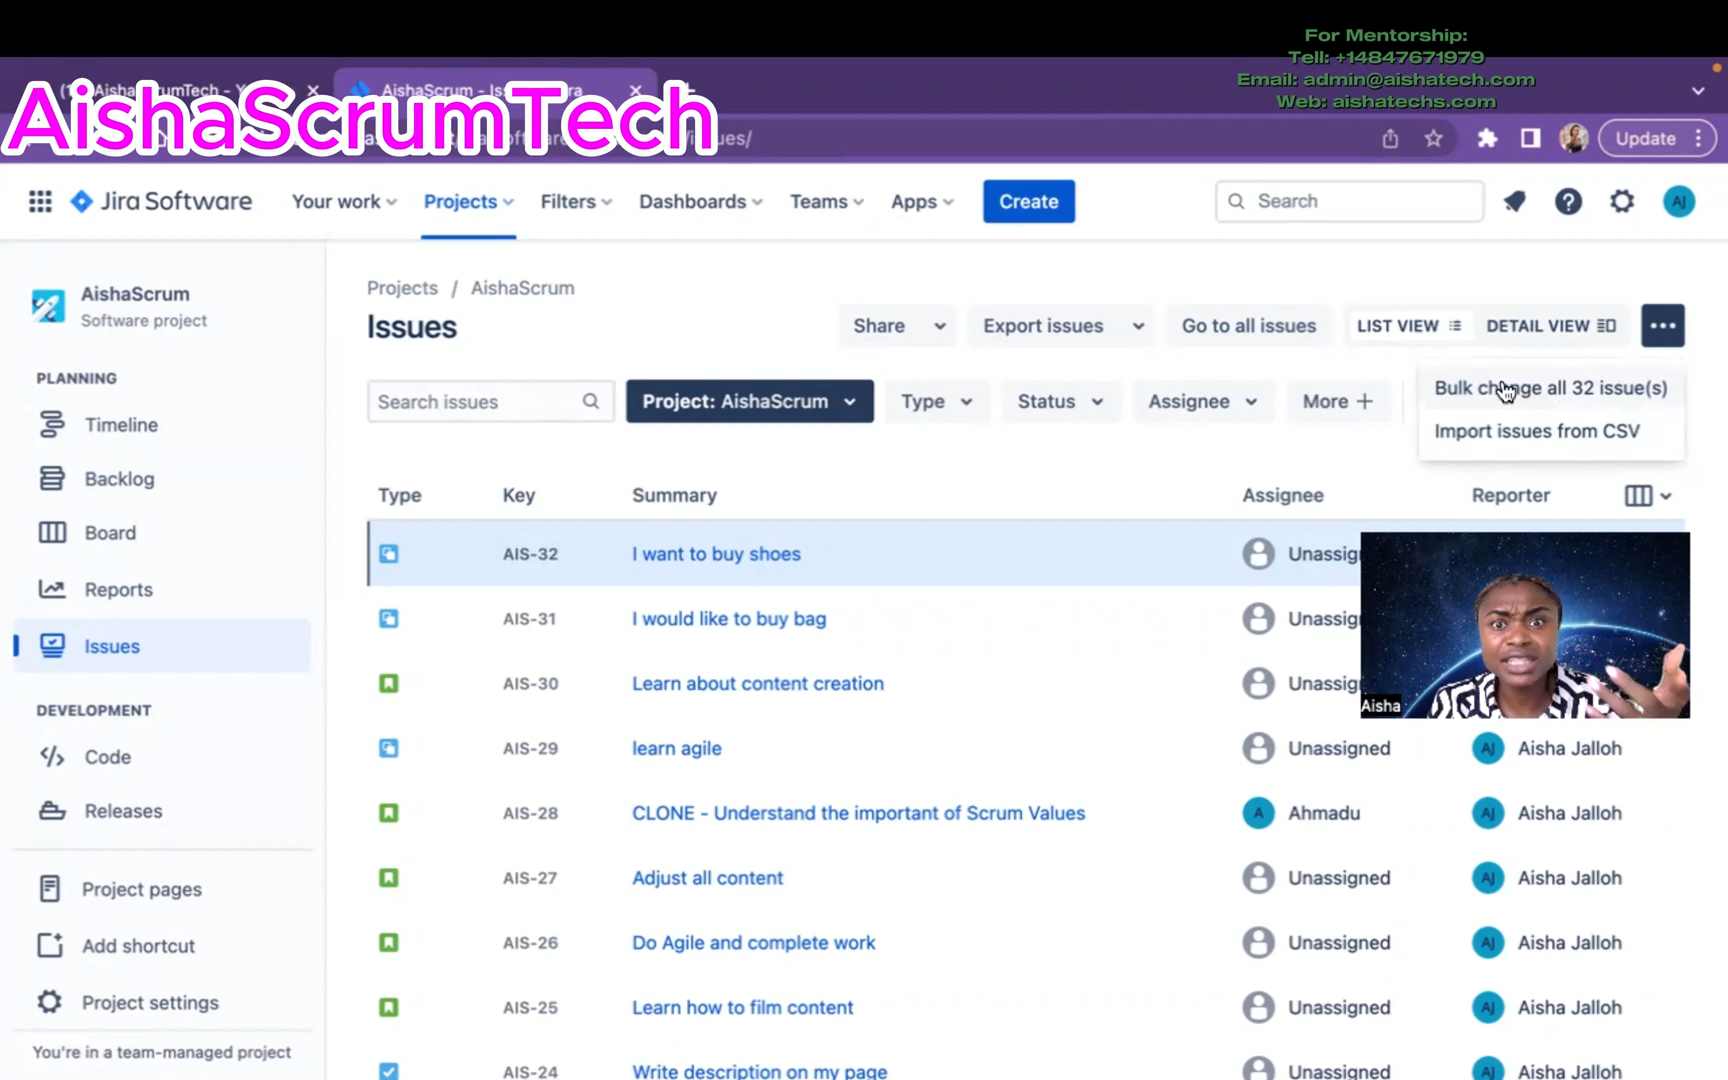 For Mentorship:
Tell: +14847671979
Email: admin@aishatech.com
Web: aishatechs.com
AishaScrumTech
Update
Jira Software
Your work
Projects
Filters
Dashboards
Teams
Apps
Create
Search
AJ
AishaScrum
Software project
PLANNING
Timeline
Backlog
Board
Reports
Issues
DEVELOPMENT
Code
Releases
Project pages
Add shortcut
Project settings
You're in a team-managed project
Projects / AishaScrum
Issues
Share
Export issues
Go to all issues
LIST VIEW
DETAIL VIEW
Search issues
Project: AishaScrum
Type
Status
Assignee
More +
Bulk change all 32 issue(s)
Import issues from CSV
Type Key Summary Assignee Reporter
AIS-32 I want to buy shoes
AIS-31 I would like to buy bag
AIS-30 Learn about content creation
Aisha
AIS-29 learn agile Unassigned AJ Aisha Jalloh
AIS-28 CLONE - Understand the important of Scrum Values A Ahmadu AJ Aisha Jalloh
AIS-27 Adjust all content Unassigned AJ Aisha Jalloh
AIS-26 Do Agile and complete work Unassigned AJ Aisha Jalloh
AIS-25 Learn how to film content Unassigned AJ Aisha Jalloh
AIS-24 Write description on my page Unassigned AJ Aisha Jalloh